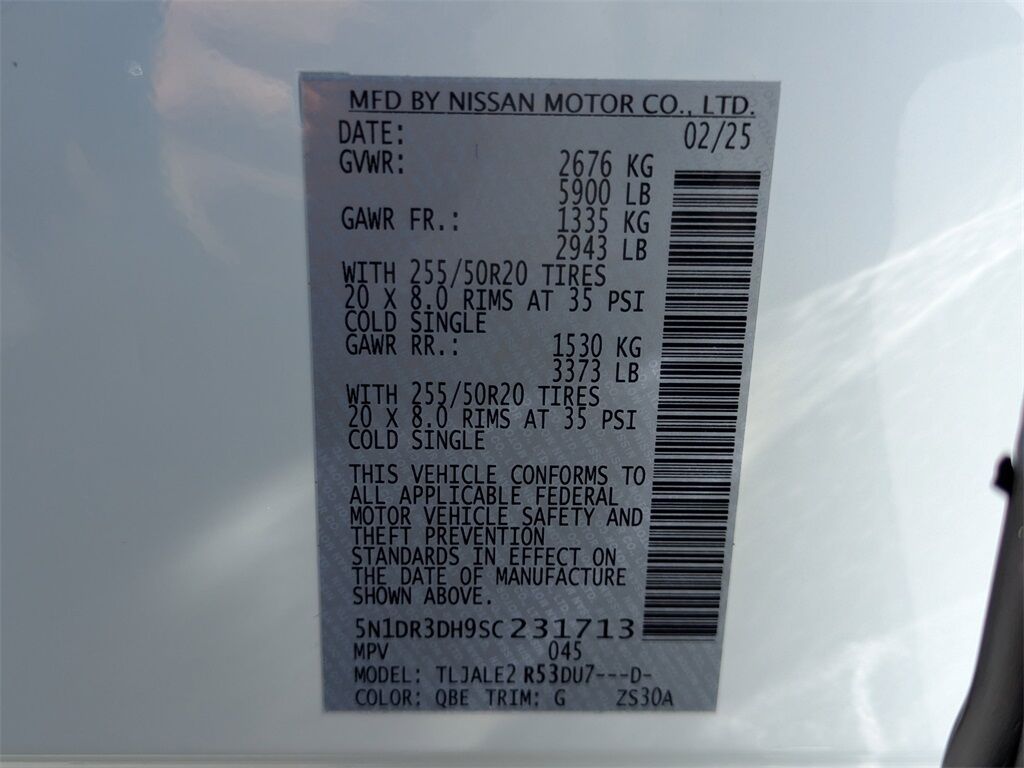 MFD BY NISSAN MOTOR CO., LTD.
DATE: 02/25
GVWR: 2676 KG
5900 LB
GAWR FR.: 1335 KG
2943 LB
WITH 255/50R20 TIRES
20 X 8.0 RIMS AT 35 PSI
COLD SINGLE
GAWR RR.: 1530 KG
3373 LB
WITH 255/50R20 TIRES
20 X 8.0 RIMS AT 35 PSI
COLD SINGLE
THIS VEHICLE CONFORMS TO
ALL APPLICABLE FEDERAL
MOTOR VEHICLE SAFETY AND
THEFT PREVENTION
STANDARDS IN EFFECT ON
THE DATE OF MANUFACTURE
SHOWN ABOVE.
5N1DR3DH9SC231713
MPV 045
MODEL: TLJALE2 R53DU7---D-
COLOR: QBE TRIM: G ZS30A